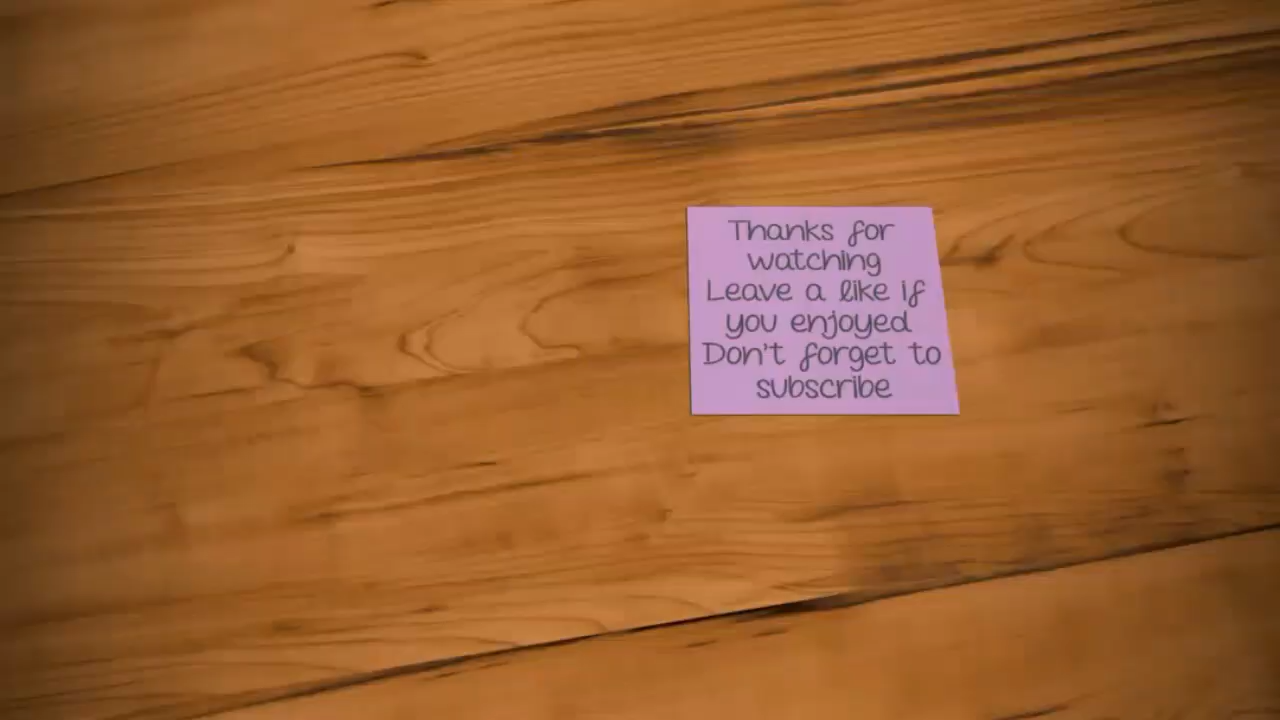 Thanks for
watching
Leave a like if
you enjoyed
Don't forget to
subscribe